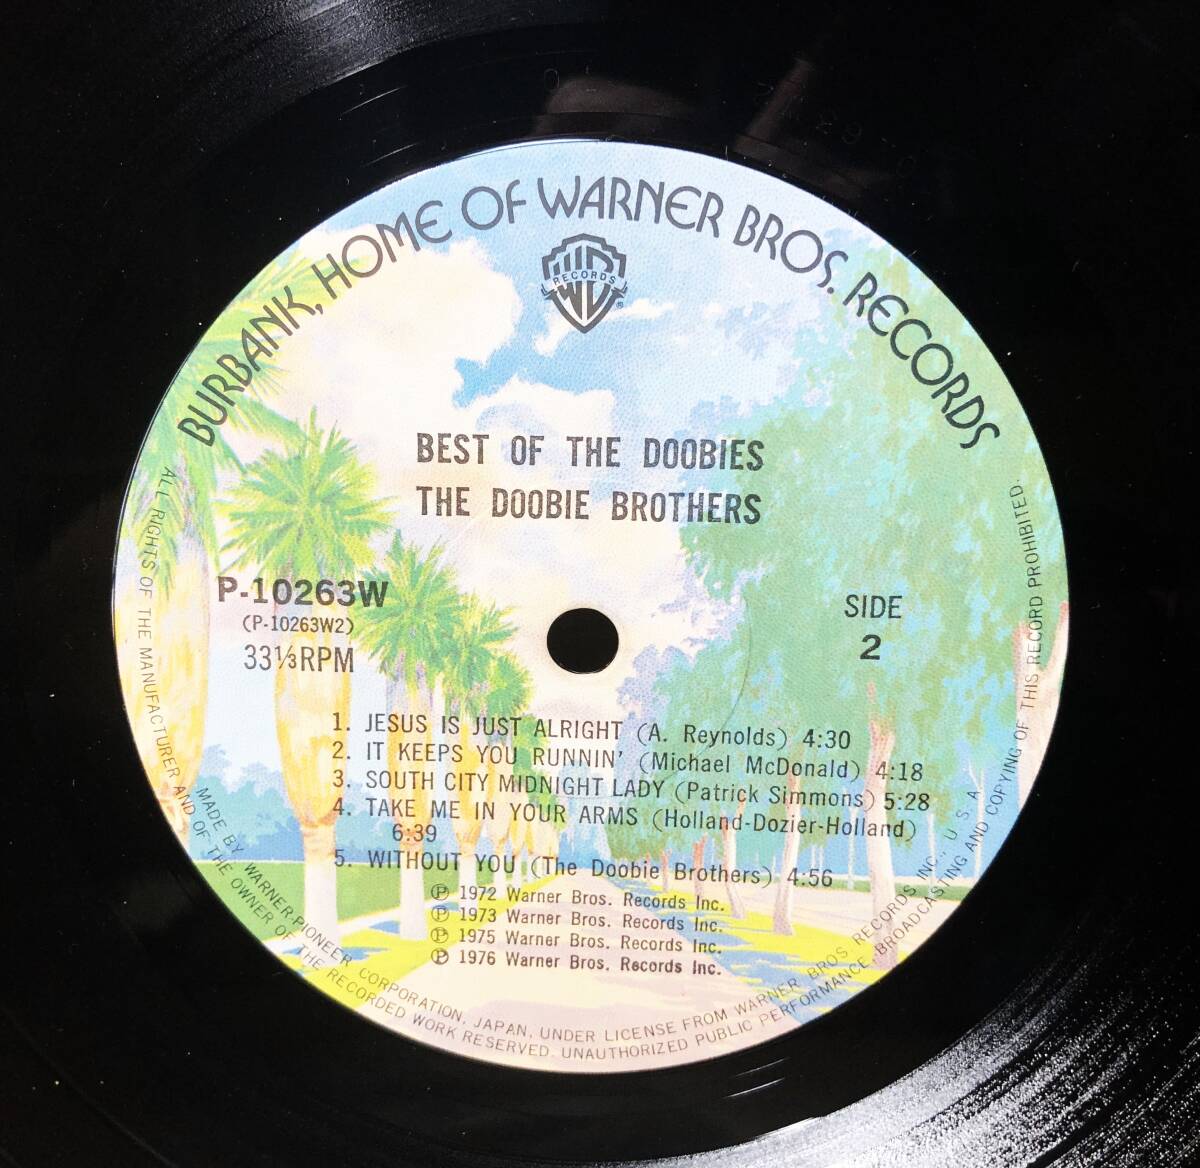 BURBANK, HOME OF WARNER BROS. RECORDS
WB
RECORDS
®
BEST OF THE DOOBIES
THE DOOBIE BROTHERS
P-10263W
(P-10263W2)
33⅓RPM
SIDE
2
1. JESUS IS JUST ALRIGHT (A. Reynolds) 4:30
2. IT KEEPS YOU RUNNIN' (Michael McDonald) 4:18
3. SOUTH CITY MIDNIGHT LADY (Patrick Simmons) 5:28
4. TAKE ME IN YOUR ARMS (Holland-Dozier-Holland)
6:39
5. WITHOUT YOU (The Doobie Brothers) 4:56
℗ 1972 Warner Bros. Records Inc.
℗ 1973 Warner Bros. Records Inc.
℗ 1975 Warner Bros. Records Inc.
℗ 1976 Warner Bros. Records Inc.
MADE BY WARNER-PIONEER CORPORATION, JAPAN, UNDER LICENSE FROM WARNER BROS RECORDS INC., U.S.A.
ALL RIGHTS OF THE MANUFACTURER AND OF THE OWNER OF THE RECORDED WORK RESERVED. UNAUTHORIZED PUBLIC PERFORMANCE, BROADCASTING AND COPYING OF THIS RECORD PROHIBITED.